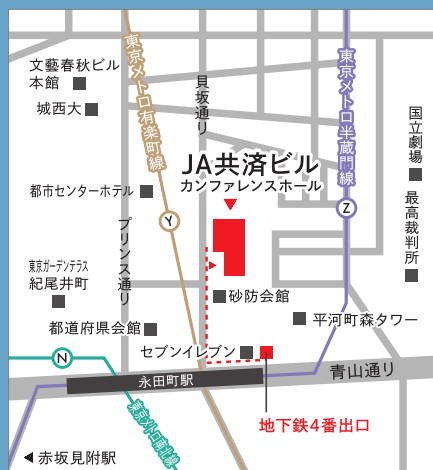 文藝春秋ビル
本館
城西大
東京メトロ有楽町線
貝坂通り
東京メトロ半蔵門線
国立劇場
JA共済ビル
カンファレンスホール
都市センターホテル
最高裁判所
Y
Z
プリンス通り
東京ガーデンテラス
紀尾井町
砂防会館
都道府県会館
平河町森タワー
セブンイレブン
N
青山通り
永田町駅
東京メトロ南北線
地下鉄4番出口
赤坂見附駅